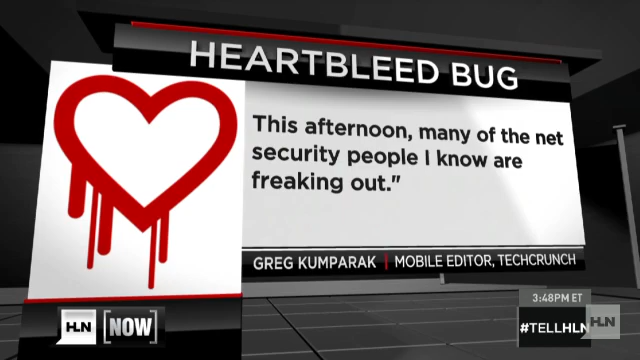 HEARTBLEED BUG
This afternoon, many of the net
security people I know are
freaking out."
GREG KUMPARAK | MOBILE EDITOR, TECHCRUNCH
HLN [NOW]
3:48PM ET
#TELLHLN
HLN